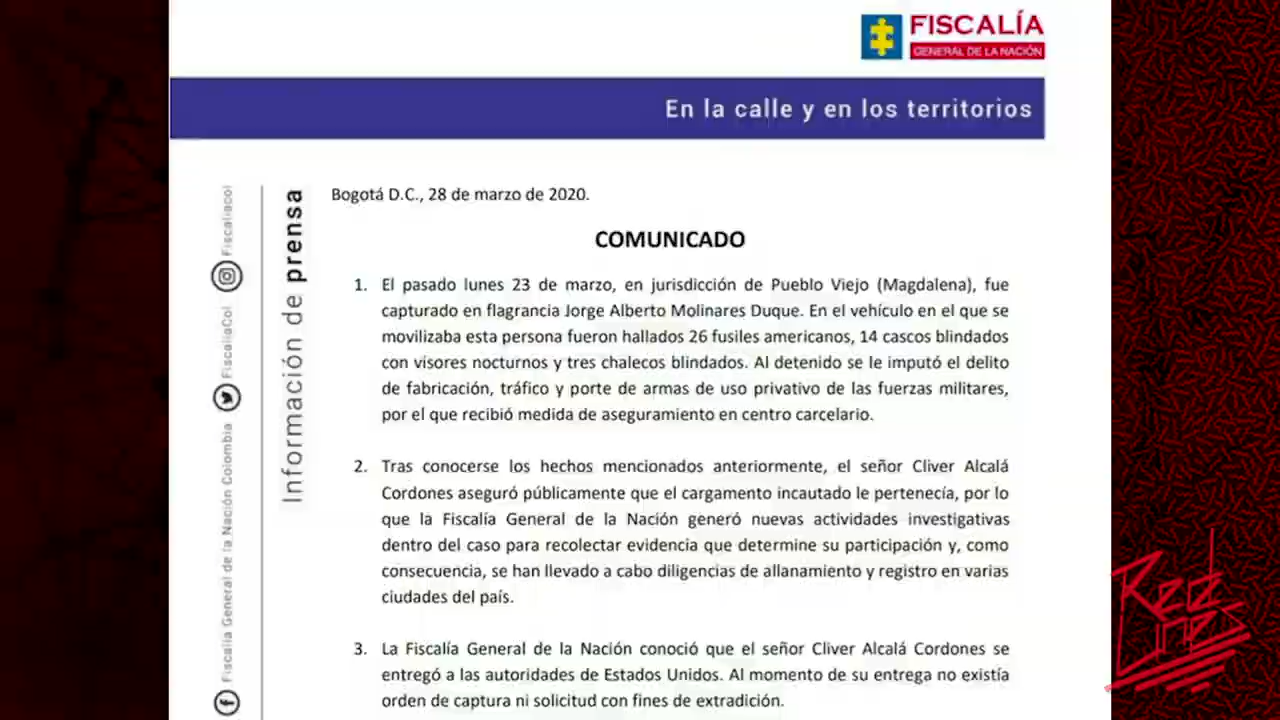 FISCALÍA
GENERAL DE LA NACIÓN
En la calle y en los territorios
Información de prensa
Fiscaliacol
FiscaliaCol
Fiscalía General de la Nación Colombia
Bogotá D.C., 28 de marzo de 2020.
COMUNICADO
1. El pasado lunes 23 de marzo, en jurisdicción de Pueblo Viejo (Magdalena), fue
capturado en flagrancia Jorge Alberto Molinares Duque. En el vehículo en el que se
movilizaba esta persona fueron hallados 26 fusiles americanos, 14 cascos blindados
con visores nocturnos y tres chalecos blindados. Al detenido se le imputó el delito
de fabricación, tráfico y porte de armas de uso privativo de las fuerzas militares,
por el que recibió medida de aseguramiento en centro carcelario.
2. Tras conocerse los hechos mencionados anteriormente, el señor Cliver Alcalá
Cordones aseguró públicamente que el cargamento incautado le pertenecía, por lo
que la Fiscalía General de la Nación generó nuevas actividades investigativas
dentro del caso para recolectar evidencia que determine su participación y, como
consecuencia, se han llevado a cabo diligencias de allanamiento y registro en varias
ciudades del país.
3. La Fiscalía General de la Nación conoció que el señor Cliver Alcalá Cordones se
entregó a las autoridades de Estados Unidos. Al momento de su entrega no existía
orden de captura ni solicitud con fines de extradición.
Red
Lines